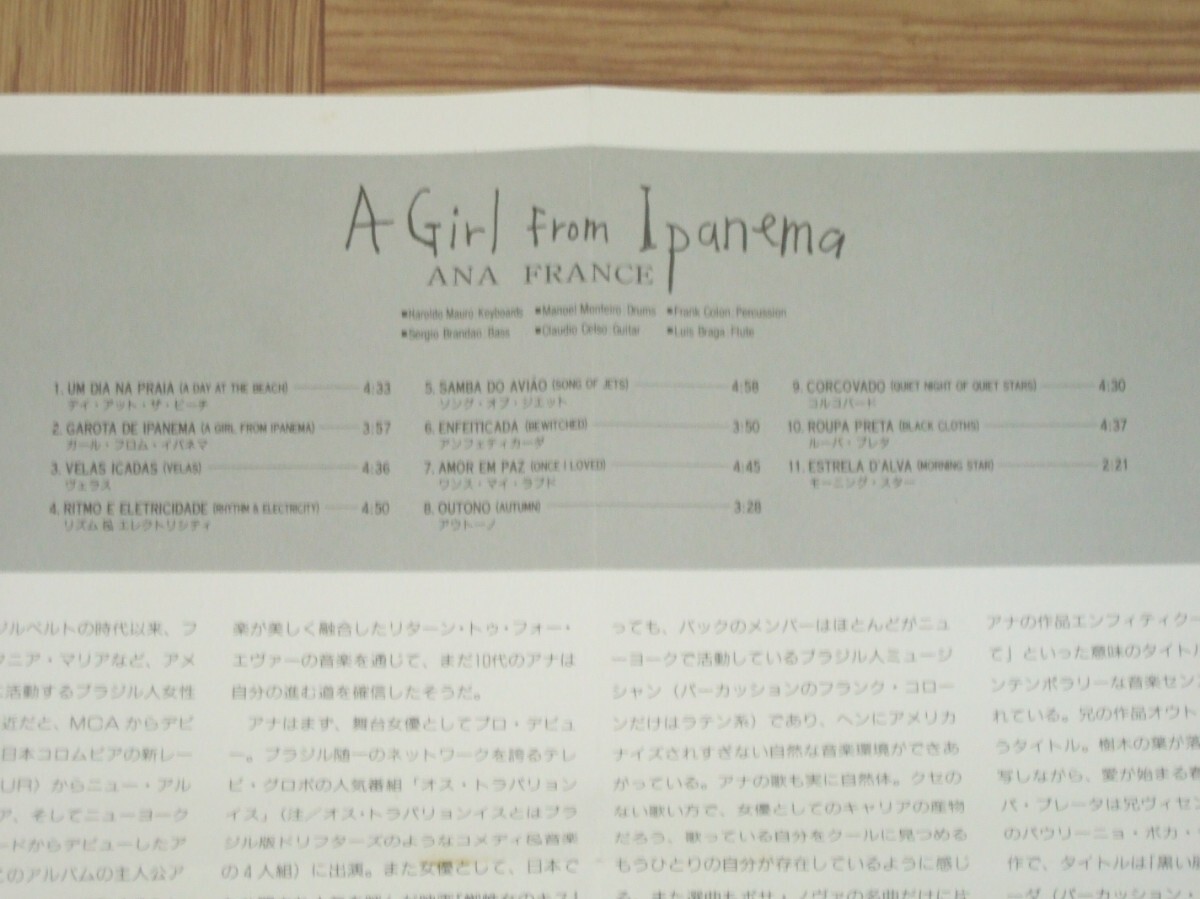 A Girl From Ipanema
ANA FRANCE
■Haroldo Mauro: Keyboards ■Manoel Monteiro: Drums ■Frank Colon: Percussion
■Sergio Brandao: Bass ■Claudio Celso: Guitar ■Luis Braga: Flute
1. UM DIA NA PRAIA (A DAY AT THE BEACH) 4:33
デイ・アット・ザ・ビーチ
2. GAROTA DE IPANEMA (A GIRL FROM IPANEMA) 3:57
ガール・フロム・イパネマ
3. VELAS ICADAS (VELAS) 4:36
ヴェラス
4. RITMO E ELETRICIDADE (RHYTHM & ELECTRICITY) 4:50
リズム & エレクトリシティ
5. SAMBA DO AVIÃO (SONG OF JETS) 4:58
ソング・オブ・ジェット
6. ENFEITICADA (BEWITCHED) 3:50
アンフェティカーダ
7. AMOR EM PAZ (ONCE I LOVED) 4:45
ワンス・マイ・ラブド
8. OUTONO (AUTUMN) 3:28
アウトーノ
9. CORCOVADO (QUIET NIGHT OF QUIET STARS) 4:30
コルコバード
10. ROUPA PRETA (BLACK CLOTHS) 4:37
ルーパ・プレタ
11. ESTRELA D'ALVA (MORNING STAR) 2:21
モーニング・スター
ジルベルトの時代以来、フ
タニア・マリアなど、アメ
に活動するブラジル人女性
近だと、MCAからデビ
日本コロムビアの新レー
UR）からニュー・アル
ア、そしてニューヨーク
ードからデビューしたア
このアルバムの主人公ア
楽が美しく融合したリターン・トゥ・フォー・
エヴァーの音楽を通じて、まだ10代のアナは
自分の進む道を確信したそうだ。
アナはまず、舞台女優としてプロ・デビュ
ー。ブラジル随一のネットワークを誇るテレ
ビ・グロボの人気番組「オス・トラパリョン
イス」（注／オス・トラパリョンイスとはブラ
ジル版ドリフターズのようなコメディ&音楽
の4人組）に出演。また女優として、日本で
っても、バックのメンバーはほとんどがニュ
ーヨークで活動しているブラジル人ミュージ
シャン（パーカッションのフランク・コロー
ンだけはラテン系）であり、ヘンにアメリカ
ナイズされすぎない自然な音楽環境ができあ
がっている。アナの歌も実に自然体。クセの
ない歌い方で、女優としてのキャリアの産物
だろう、歌っている自分をクールに見つめる
もうひとりの自分が存在しているように感じ
る。また選曲もボサ・ノヴァの名曲だけには
アナの作品エンフィティクー
て」といった意味のタイトル
ンテンポラリーな音楽セン
れている。兄の作品オウト
うタイトル。樹木の葉が落
写しながら、愛が始まる春
パ・プレータは兄ヴィセン
のパウリーニョ・ボカ・
作で、タイトルは「黒い服
ーダ（パーカッション・